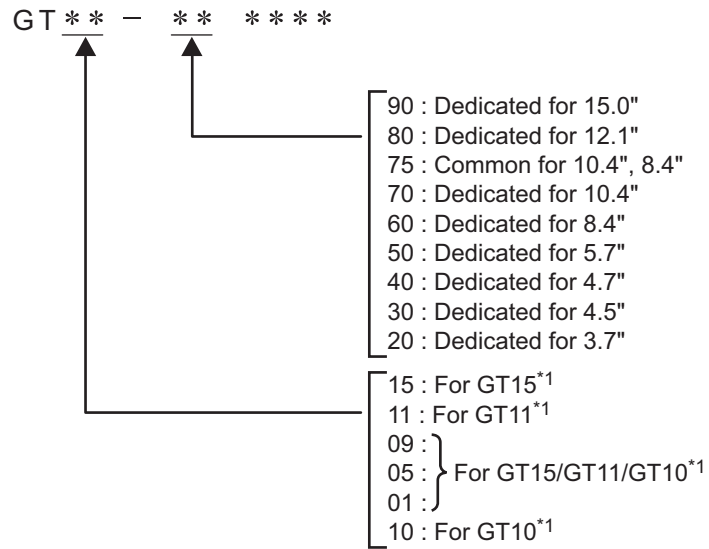 GT ** - ** ****
90 : Dedicated for 15.0"
80 : Dedicated for 12.1"
75 : Common for 10.4", 8.4"
70 : Dedicated for 10.4"
60 : Dedicated for 8.4"
50 : Dedicated for 5.7"
40 : Dedicated for 4.7"
30 : Dedicated for 4.5"
20 : Dedicated for 3.7"
15 : For GT15*1
11 : For GT11*1
09 :
05 : For GT15/GT11/GT10*1
01 :
10 : For GT10*1